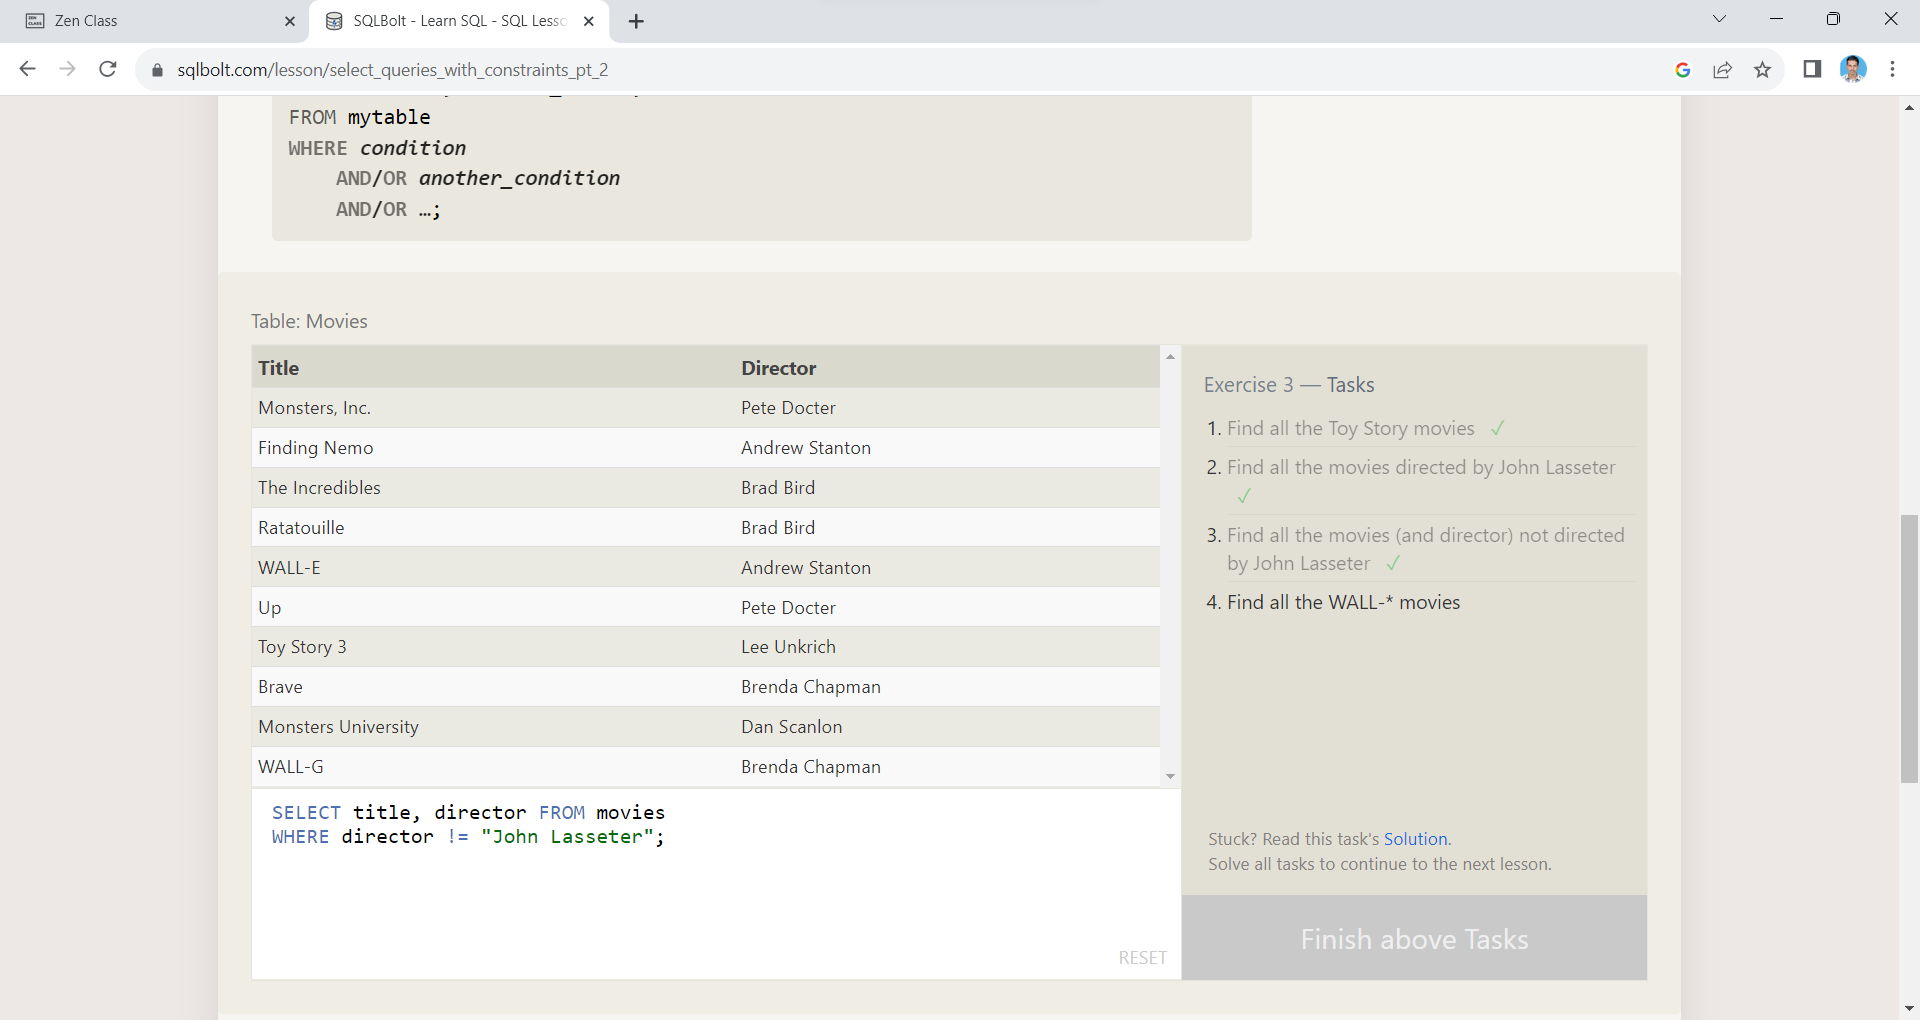 Zen Class
SQLBolt - Learn SQL - SQL Lesso
sqlbolt.com/lesson/select_queries_with_constraints_pt_2
FROM mytable
WHERE condition
AND/OR another_condition
AND/OR …;
Table: Movies
Title Director
Monsters, Inc. Pete Docter
Finding Nemo Andrew Stanton
The Incredibles Brad Bird
Ratatouille Brad Bird
WALL-E Andrew Stanton
Up Pete Docter
Toy Story 3 Lee Unkrich
Brave Brenda Chapman
Monsters University Dan Scanlon
WALL-G Brenda Chapman
SELECT title, director FROM movies
WHERE director != "John Lasseter";
RESET
Exercise 3 — Tasks
1. Find all the Toy Story movies ✓
2. Find all the movies directed by John Lasseter
✓
3. Find all the movies (and director) not directed
by John Lasseter ✓
4. Find all the WALL-* movies
Stuck? Read this task's Solution.
Solve all tasks to continue to the next lesson.
Finish above Tasks